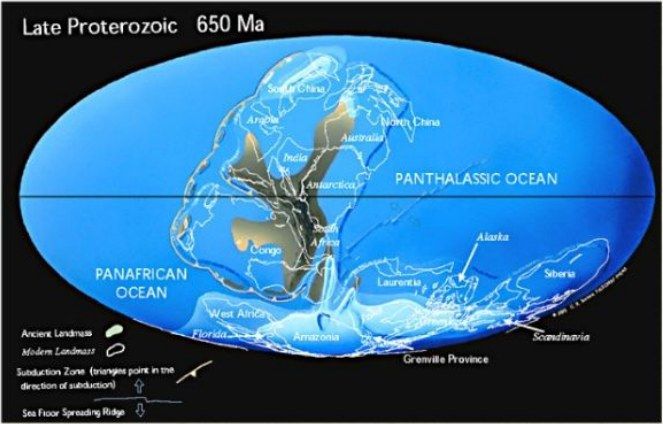 Late Proterozoic 650 Ma
South China
Arabia
North China
Australia
India
Antarctica
PANTHALASSIC OCEAN
South
Africa
Congo
Alaska
PANAFRICAN
OCEAN
Laurentia
Siberia
West Africa
Florida
Amazonia
Scandinavia
Grenville Province
Ancient Landmass
Modern Landmass
Subduction Zone (triangles point in the
direction of subduction)
Sea Floor Spreading Ridge